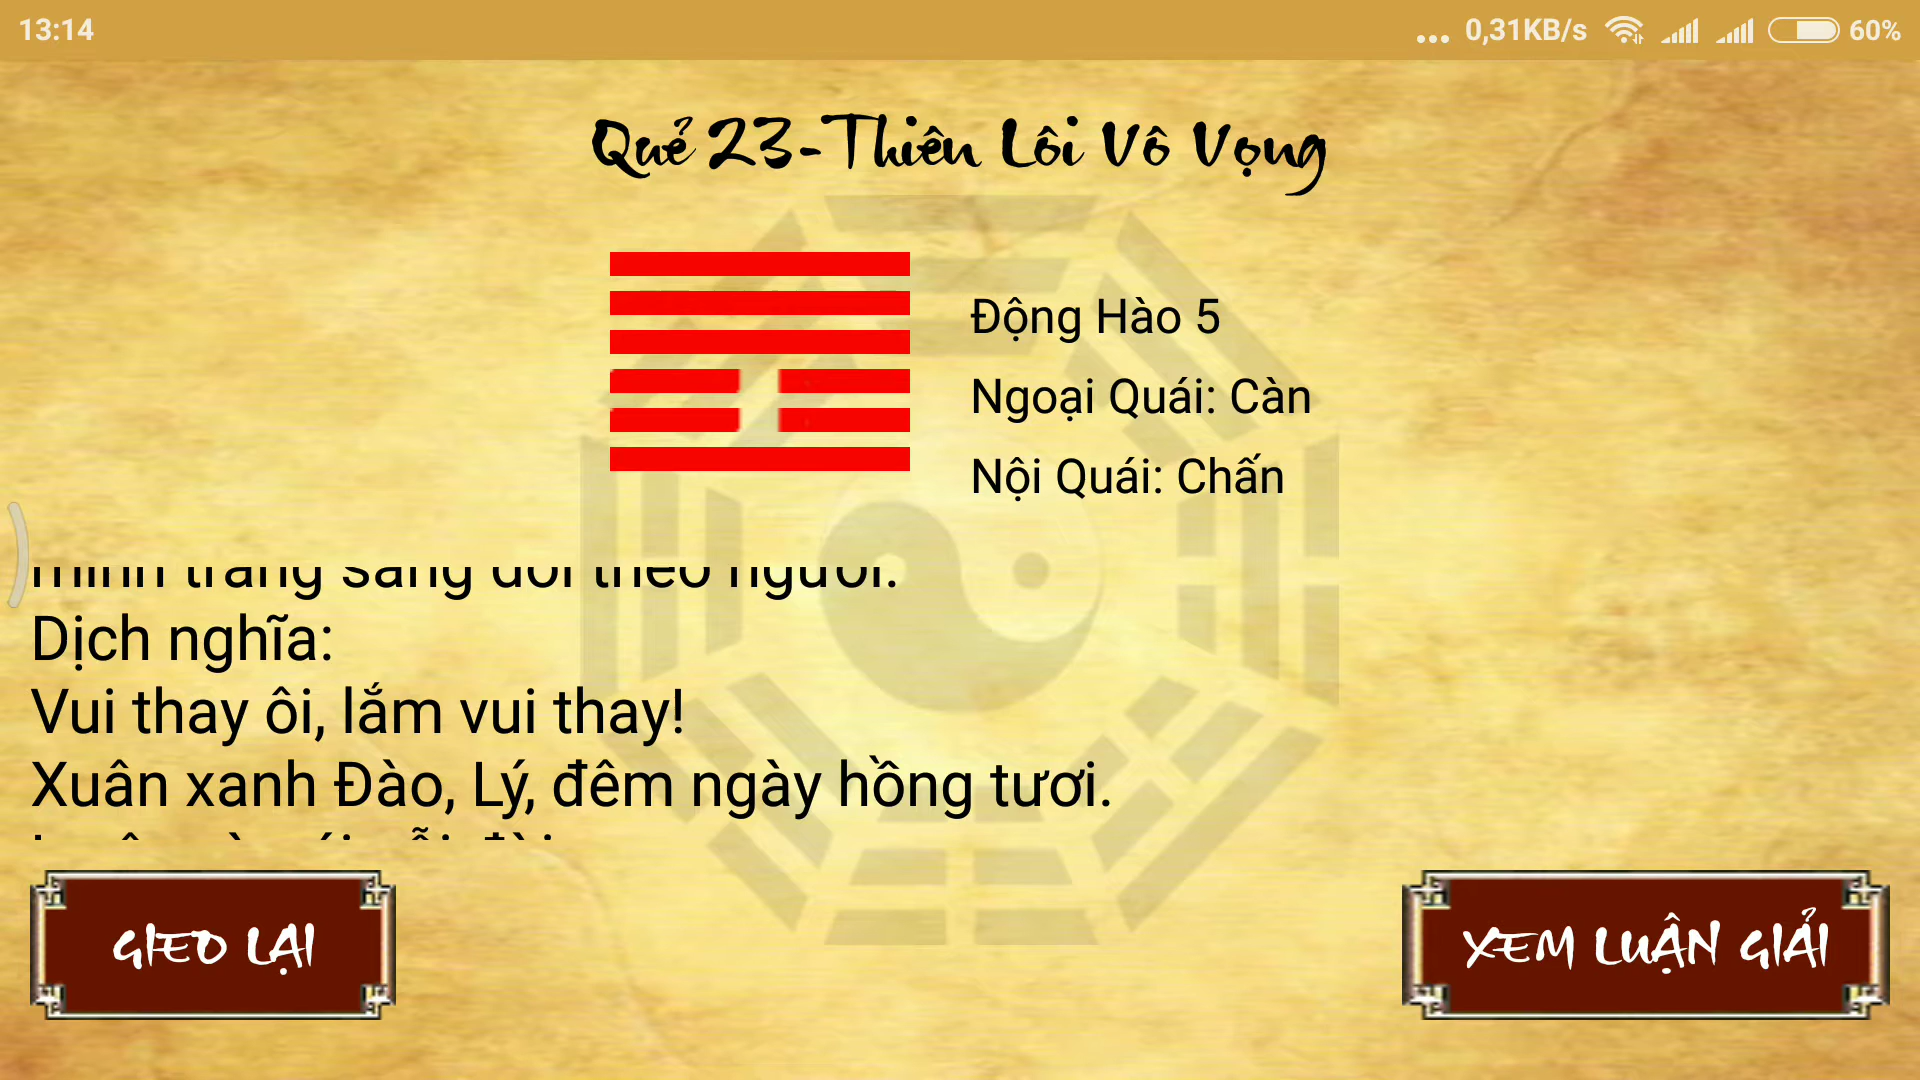 13:14
... 0,31KB/s 60%
Quẻ 23-Thiên Lôi Vô Vọng
Động Hào 5
Ngoại Quái: Càn
Nội Quái: Chấn
Dịch nghĩa:
Vui thay ôi, lắm vui thay!
Xuân xanh Đào, Lý, đêm ngày hồng tươi.
GIEO LẠI
XEM LUẬN GIẢI